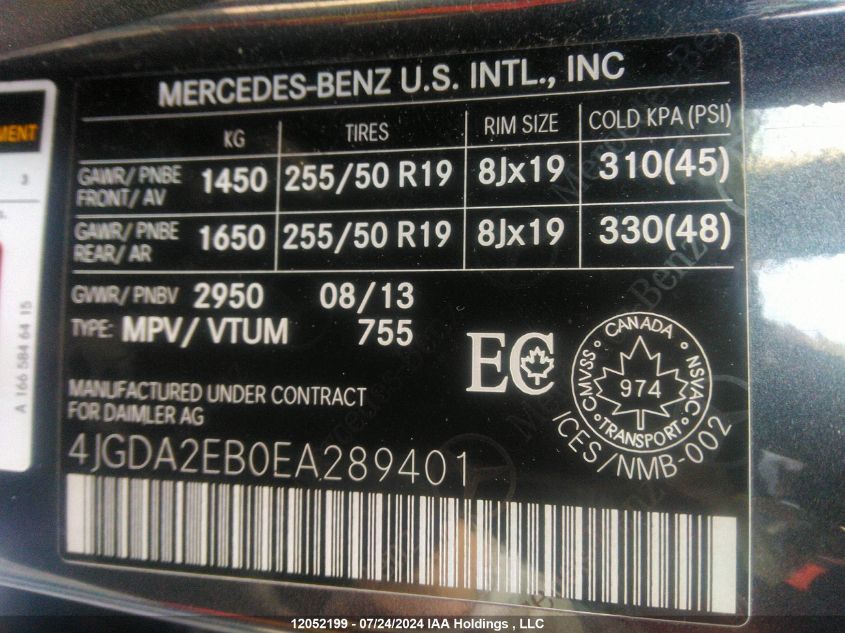 MERCEDES-BENZ U.S. INTL., INC
KG TIRES RIM SIZE COLD KPA (PSI)
GAWR/ PNBE FRONT/ AV 1450 255/50 R19 8Jx19 310(45)
GAWR/ PNBE REAR/ AR 1650 255/50 R19 8Jx19 330(48)
GVWR/ PNBV 2950 08/13
TYPE: MPV/ VTUM 755
EC
CANADA
CMVSS 974 NSVAC
TRANSPORT
ICES/NMB-002
MANUFACTURED UNDER CONTRACT
FOR DAIMLER AG
4JGDA2EB0EA289401
MENT
3
A 166 584 64 15
12052199 - 07/24/2024 IAA Holdings , LLC